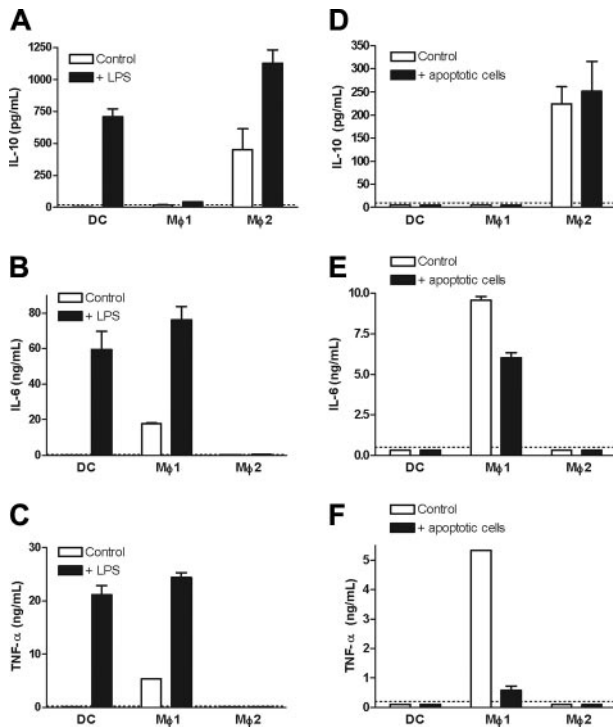 A
IL-10 (pg/mL)
1250
1000
750
500
250
0
Control
+ LPS
DC
Mϕ1
Mϕ2
D
IL-10 (pg/mL)
350
300
250
200
150
100
50
0
Control
+ apoptotic cells
DC
Mϕ1
Mϕ2
B
IL-6 (ng/mL)
80
60
40
20
0
Control
+ LPS
DC
Mϕ1
Mϕ2
E
IL-6 (ng/mL)
10.0
7.5
5.0
2.5
0.0
Control
+ apoptotic cells
DC
Mϕ1
Mϕ2
C
TNF-α (ng/mL)
30
20
10
0
Control
+ LPS
DC
Mϕ1
Mϕ2
F
TNF-α (ng/mL)
5
4
3
2
1
0
Control
+ apoptotic cells
DC
Mϕ1
Mϕ2